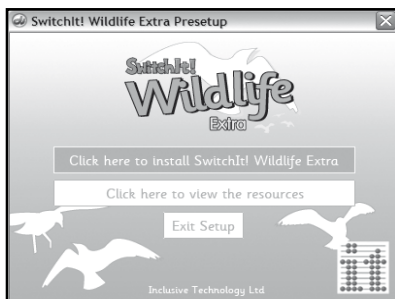 SwitchIt! Wildlife Extra Presetup
SwitchIt!
Wildlife
Extra
Click here to install SwitchIt! Wildlife Extra
Click here to view the resources
Exit Setup
Inclusive Technology Ltd